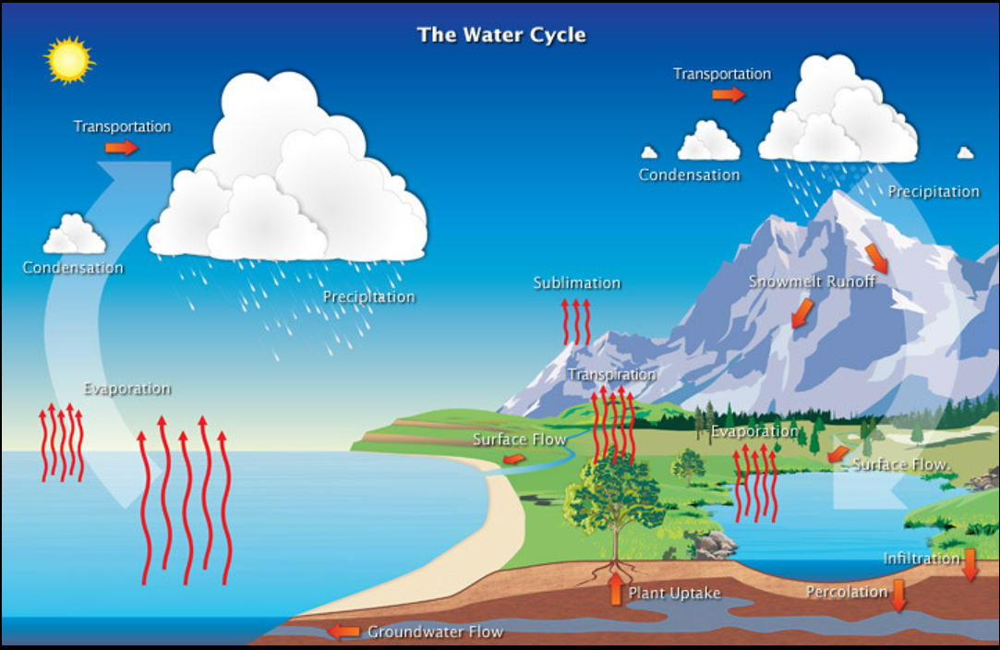 The Water Cycle
Transportation
Transportation
Condensation
Condensation
Precipitation
Precipitation
Sublimation
Snowmelt Runoff
Transpiration
Evaporation
Evaporation
Surface Flow
Surface Flow
Infiltration
Plant Uptake
Percolation
Groundwater Flow